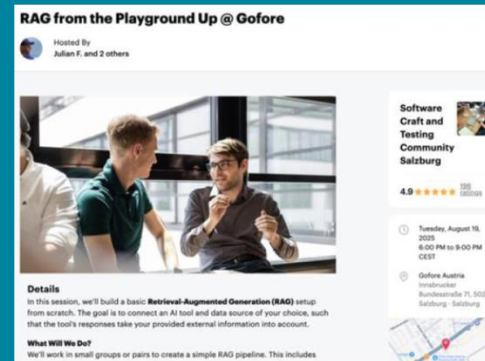 RAG from the Playground Up @ Gofore
Hosted By
Julian F. and 2 others
Software
Craft and
Testing
Community
Salzburg
4.9
Tuesday, August 19,
2025
6:00 PM to 9:00 PM
CEST
Gofore Austria
Innsbrucker
Bundesstraße 71, 502
Salzburg · Salzburg
Details
In this session, we'll build a basic Retrieval-Augmented Generation (RAG) setup
from scratch. The goal is to connect an AI tool and data source of your choice, such
that the tool's responses take your provided external information into account.
What Will We Do?
We'll work in small groups or pairs to create a simple RAG pipeline. This includes